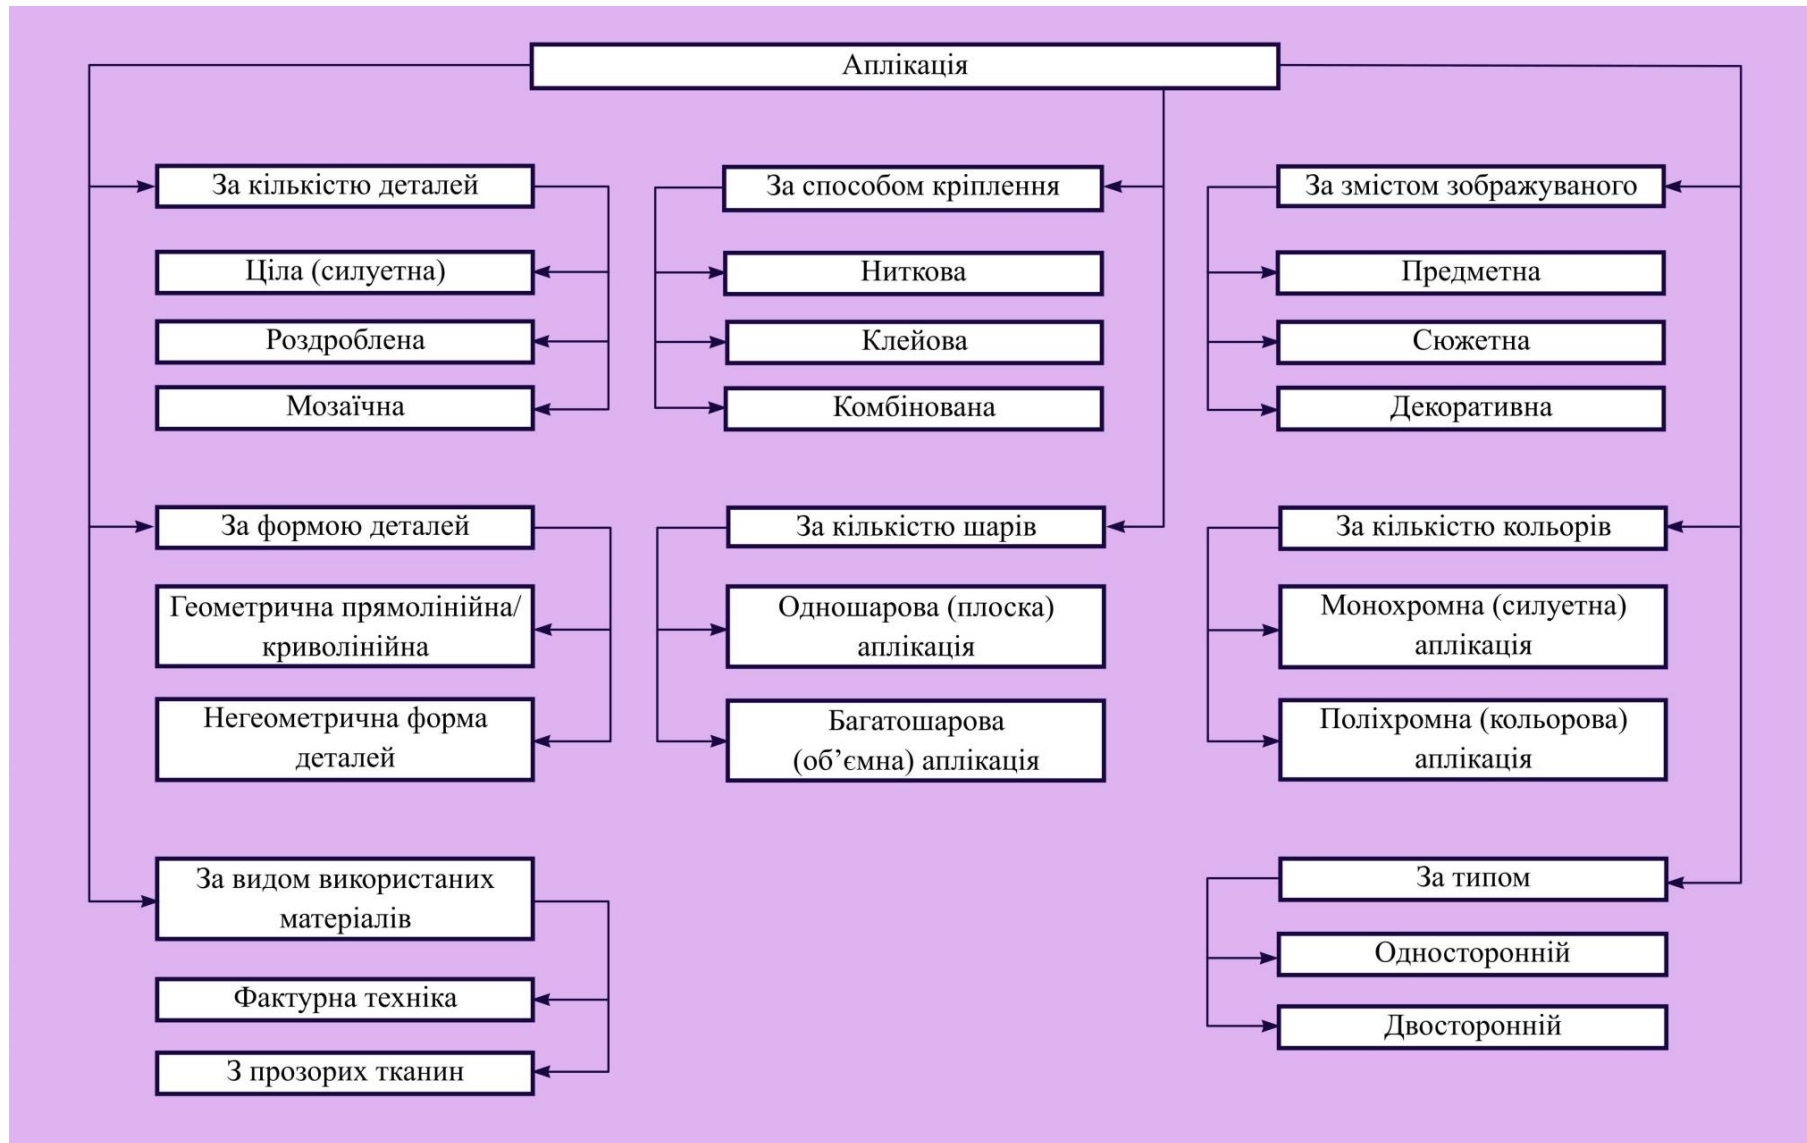 Аплікація
За кількістю деталей
Ціла (силуетна)
Роздроблена
Мозаїчна
За способом кріплення
Ниткова
Клейова
Комбінована
За змістом зображуваного
Предметна
Сюжетна
Декоративна
За формою деталей
Геометрична прямолінійна/
криволінійна
Негеометрична форма
деталей
За кількістю шарів
Одношарова (плоска)
аплікація
Багатошарова
(об’ємна) аплікація
За кількістю кольорів
Монохромна (силуетна)
аплікація
Поліхромна (кольорова)
аплікація
За видом використаних
матеріалів
Фактурна техніка
З прозорих тканин
За типом
Односторонній
Двосторонній